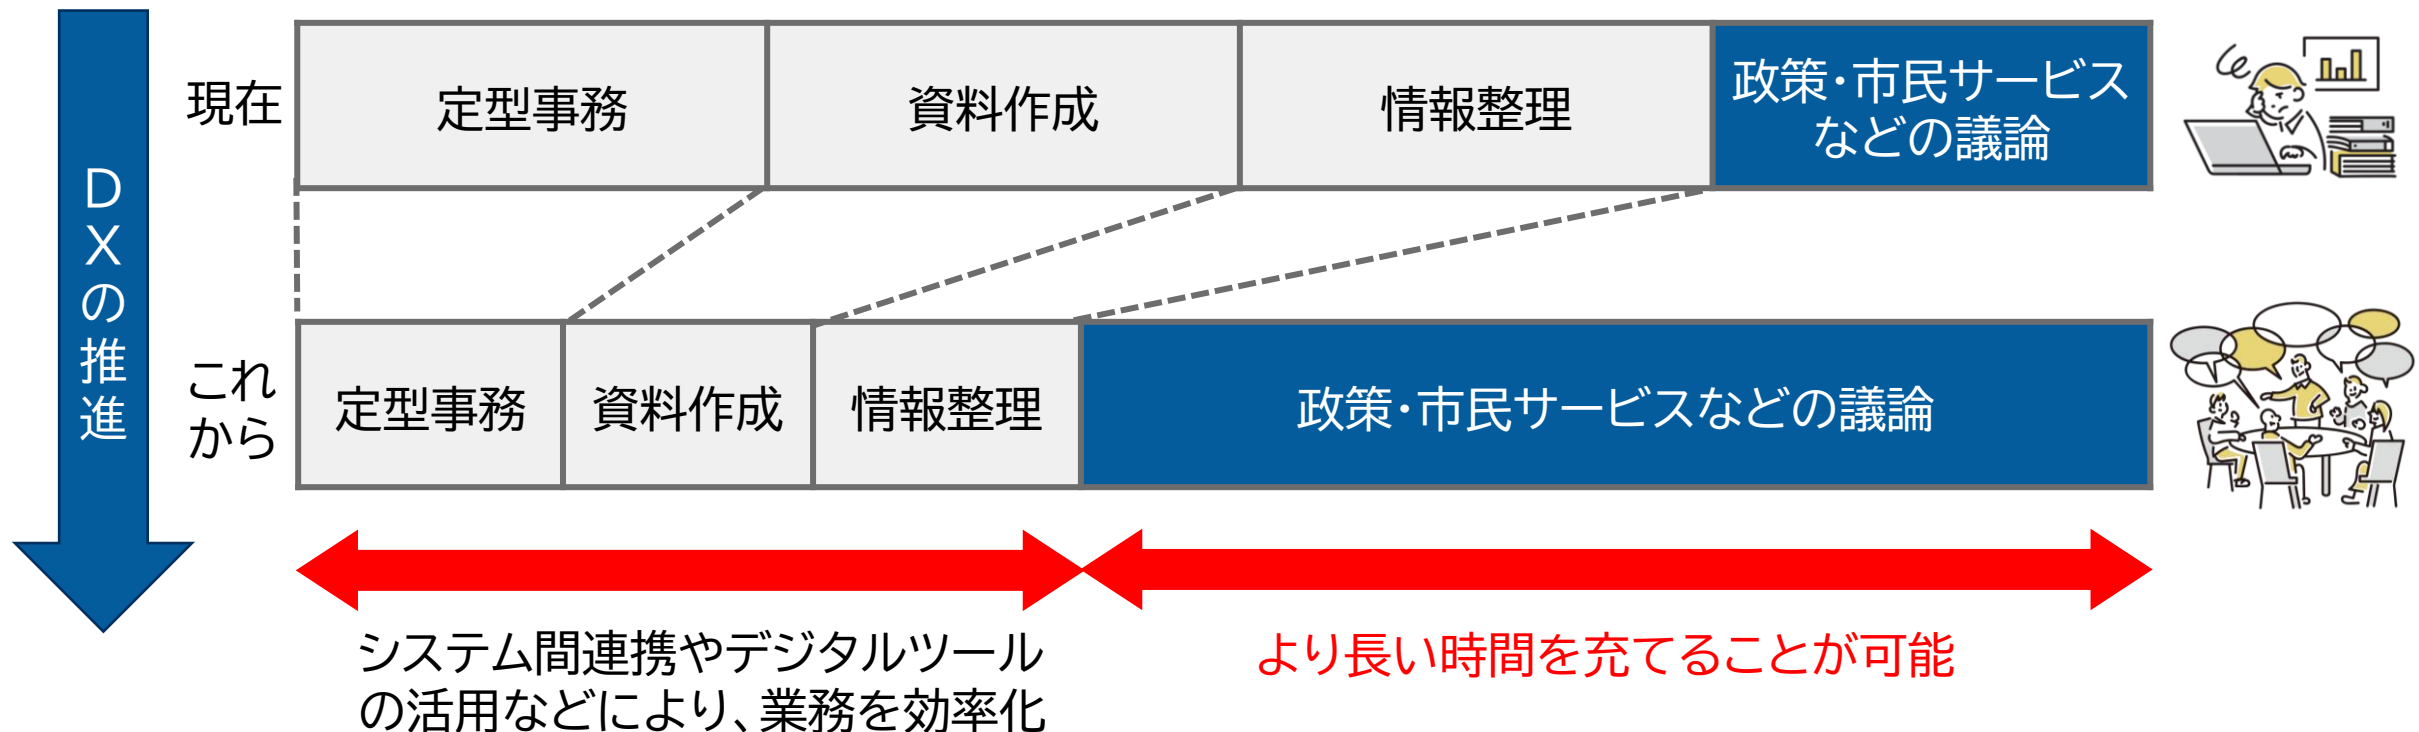 DXの推進
現在
定型事務
資料作成
情報整理
政策・市民サービス
などの議論
これ
から
定型事務
資料作成
情報整理
政策・市民サービスなどの議論
システム間連携やデジタルツール
の活用などにより、業務を効率化
より長い時間を充てることが可能